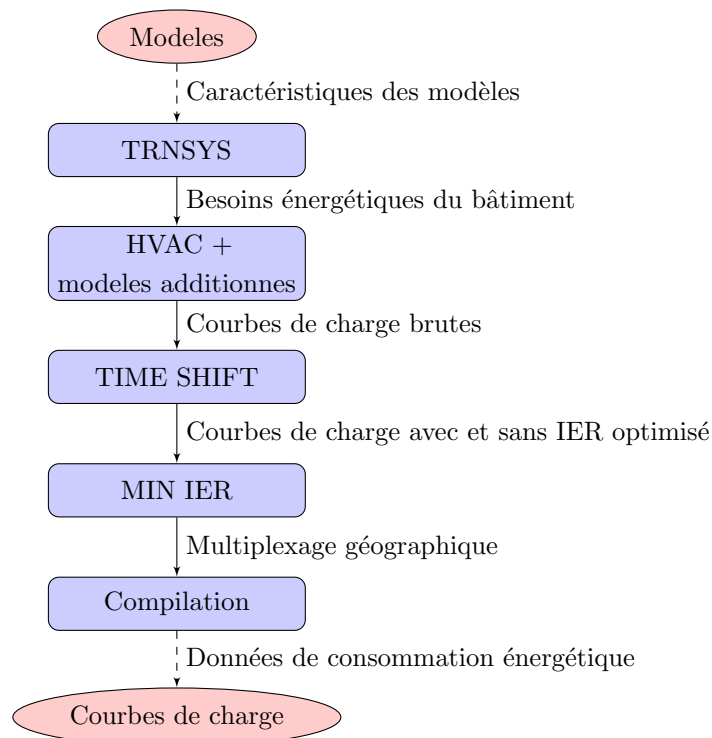 Modeles
Caractéristiques des modèles
TRNSYS
Besoins énergétiques du bâtiment
HVAC +
modeles additionnes
Courbes de charge brutes
TIME SHIFT
Courbes de charge avec et sans IER optimisé
MIN IER
Multiplexage géographique
Compilation
Données de consommation énergétique
Courbes de charge